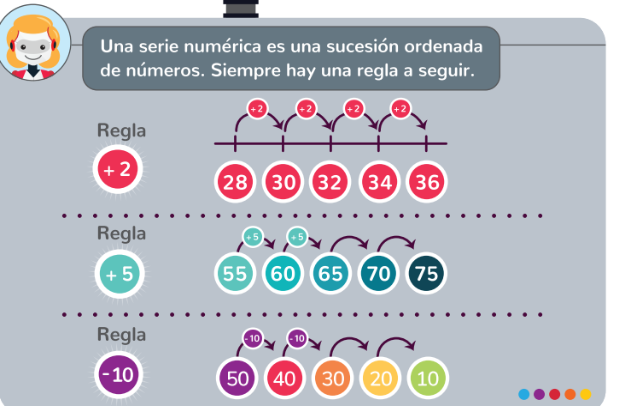 Una serie numérica es una sucesión ordenada
de números. Siempre hay una regla a seguir.
Regla
+ 2
+ 2 + 2 + 2 + 2
28 30 32 34 36
Regla
+ 5
+ 5 + 5
55 60 65 70 75
Regla
-10
-10 -10
50 40 30 20 10